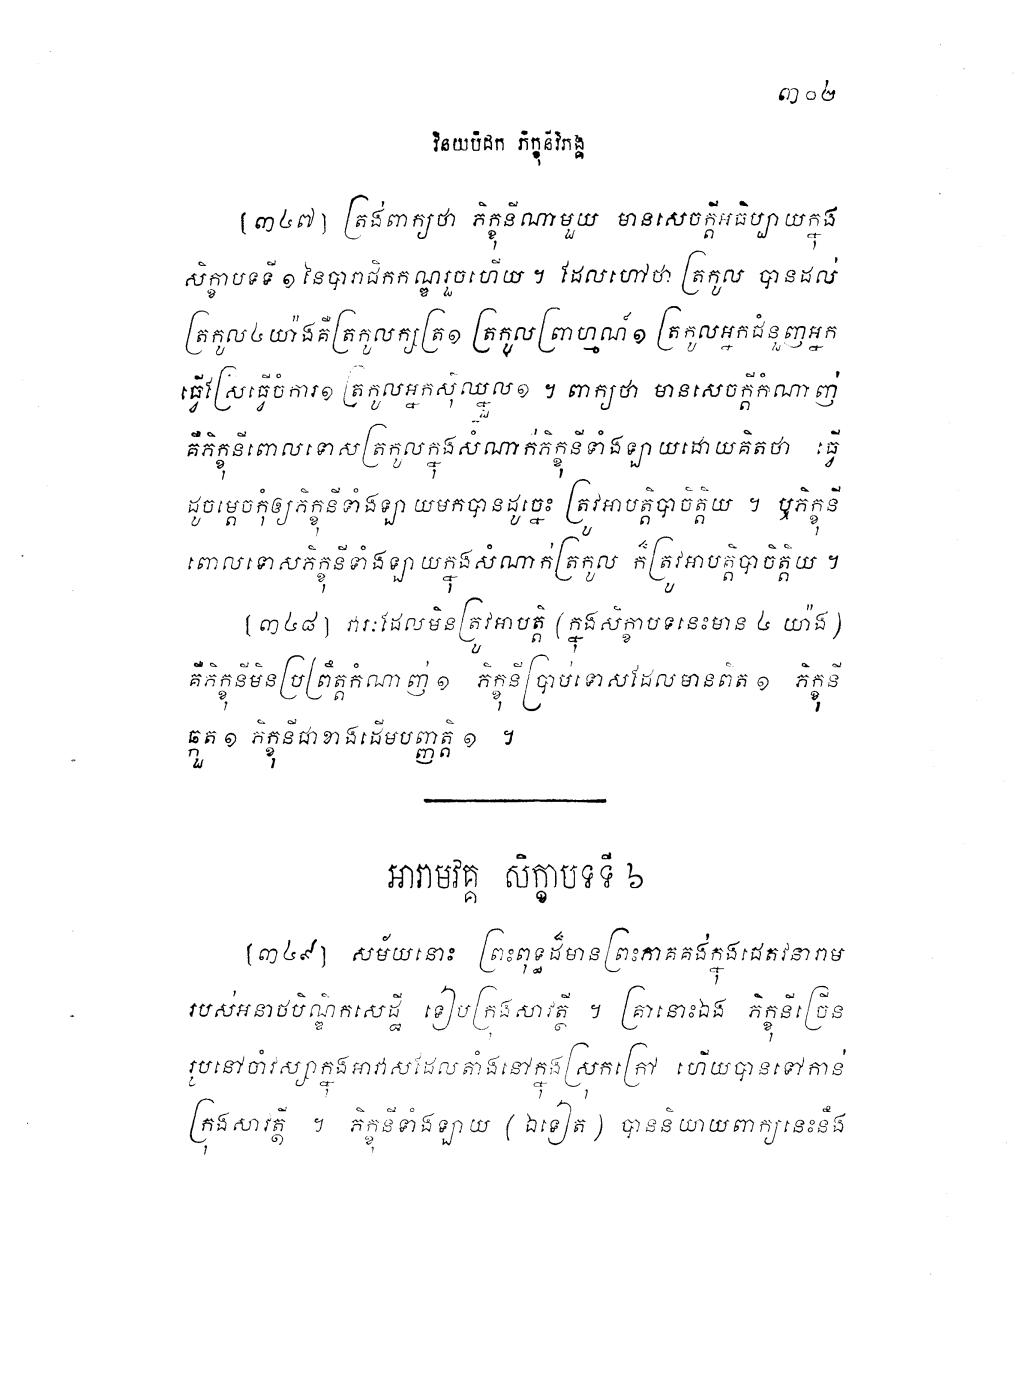 ៣០២
វិនយបិដក ភិក្ខុនីវិភង្គ
[៣៤៧] ត្រង់ពាក្យថា ភិក្ខុនីណាមួយ មានសេចក្តីអធិប្បាយក្នុង
សិក្ខាបទទី ១ នៃបារាជិកកណ្ឌរួចហើយ ។ ដែលហៅថា ត្រកូល បានដល់
ត្រកូល៤យ៉ាងគឺត្រកូលក្សត្រ១ ត្រកូលព្រាហ្មណ៍១ ត្រកូលអ្នកជំនួញអ្នក
ធ្វើស្រែធ្វើចំការ១ ត្រកូលអ្នកស៊ុីឈ្នួល១ ។ ពាក្យថា មានសេចក្តីកំណាញ់
គឺភិក្ខុនីពោលទោសត្រកូលក្នុងសំណាក់ភិក្ខុនីទាំងឡាយដោយគិតថា ធ្វើ
ដូចម្តេចកុំឲ្យភិក្ខុនីទាំងឡាយមកបានដូច្នេះ ត្រូវអាបត្តិបាចិត្តិយ ។ ឬភិក្ខុនី
ពោលទោសភិក្ខុនីទាំងឡាយក្នុងសំណាក់ត្រកូល ក៏ត្រូវអាបត្តិបាចិត្តិយ ។
[៣៤៨] វារៈដែលមិនត្រូវអាបត្តិ (ក្នុងសិក្ខាបទនេះមាន ៤ យ៉ាង)
គឺភិក្ខុនីមិនប្រព្រឹត្តកំណាញ់ ១ ភិក្ខុនីប្រាប់ទោសដែលមានពិត ១ ភិក្ខុនី
ឆ្កួត ១ ភិក្ខុនីជាខាងដើមបញ្ញត្តិ ១ ។
អារាមវគ្គ សិក្ខាបទទី ៦
[៣៤៩] សម័យនោះ ព្រះពុទ្ធដ៏មានព្រះភាគគង់ក្នុងជេតវនារាម
របស់អនាថបិណ្ឌិកសេដ្ឋី ទៀបក្រុងសាវត្ថី ។ គ្រានោះឯង ភិក្ខុនីច្រើន
រូបនៅចាំវស្សាក្នុងអាវាសដែលតាំងនៅក្នុងស្រុកក្រៅ ហើយបានទៅកាន់
ក្រុងសាវត្ថី ។ ភិក្ខុនីទាំងឡាយ (ឯទៀត) បាននិយាយពាក្យនេះនឹង